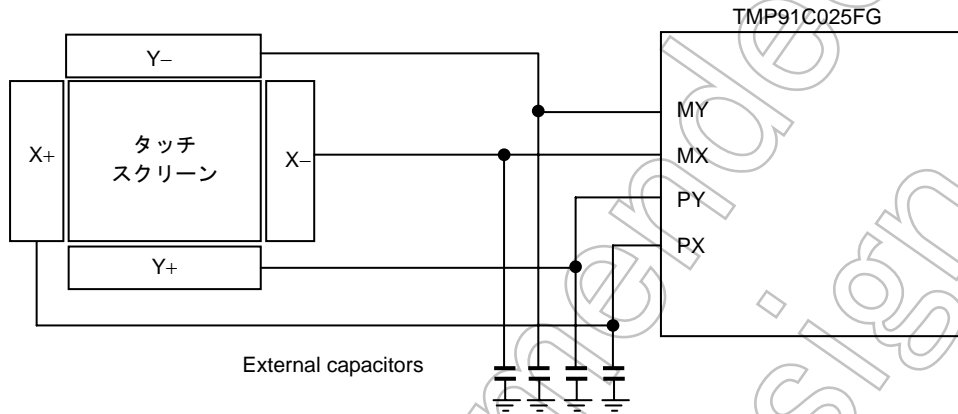 TMP91C025FG
Y−
X+
タッチ
スクリーン
X−
Y+
MY
MX
PY
PX
External capacitors